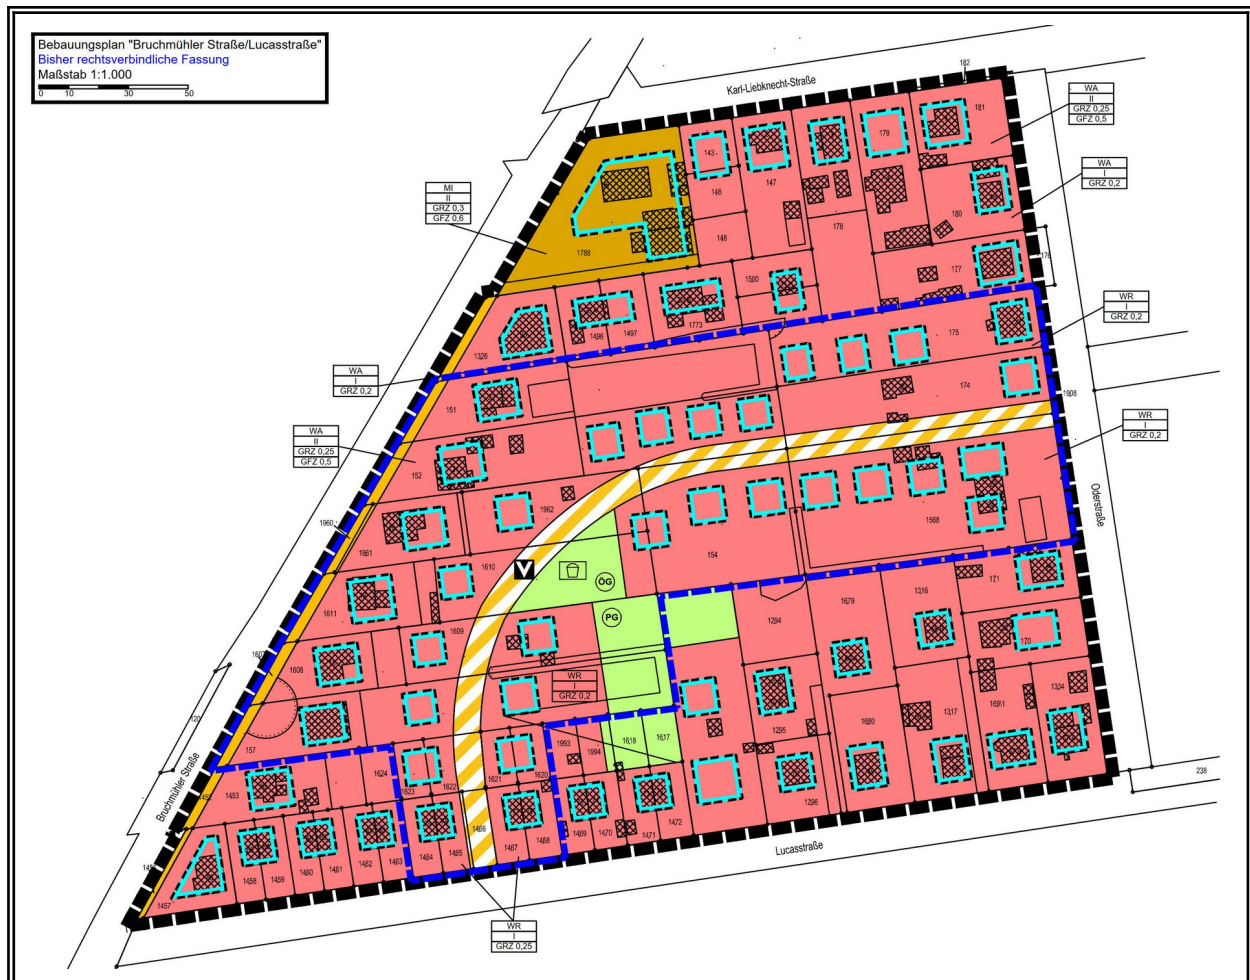 Bebauungsplan "Bruchmühler Straße/Lucasstraße"
Bisher rechtsverbindliche Fassung
Maßstab 1:1.000
0 10 30 50
Karl-Liebknecht-Straße
182
WA
II
GRZ 0,25
GFZ 0,5
181
179
143
147
146
WA
I
GRZ 0,2
MI
II
GRZ 0,3
GFZ 0,6
180
178
148
1788
176
177
1500
WR
I
GRZ 0,2
1773
1496
1497
1326
175
WA
I
GRZ 0,2
174
1908
151
WR
I
GRZ 0,2
WA
II
GRZ 0,25
GFZ 0,5
152
Oderstraße
1962
1568
1960
1961
154
1610
V
ÖG
171
1316
1679
1611
PG
1294
170
1609
1607
1608
WR
I
GRZ 0,2
1334
1691
1317
120
1680
1295
157
1618
1617
1993
1994
Bruchmühler Straße
1624
1621
1620
238
1452
1453
1623
1622
1296
1466
1469
1470
1471
1472
1467
1468
1464
1465
1463
1462
1461
1460
1459
1458
1457
Lucasstraße
WR
I
GRZ 0,25